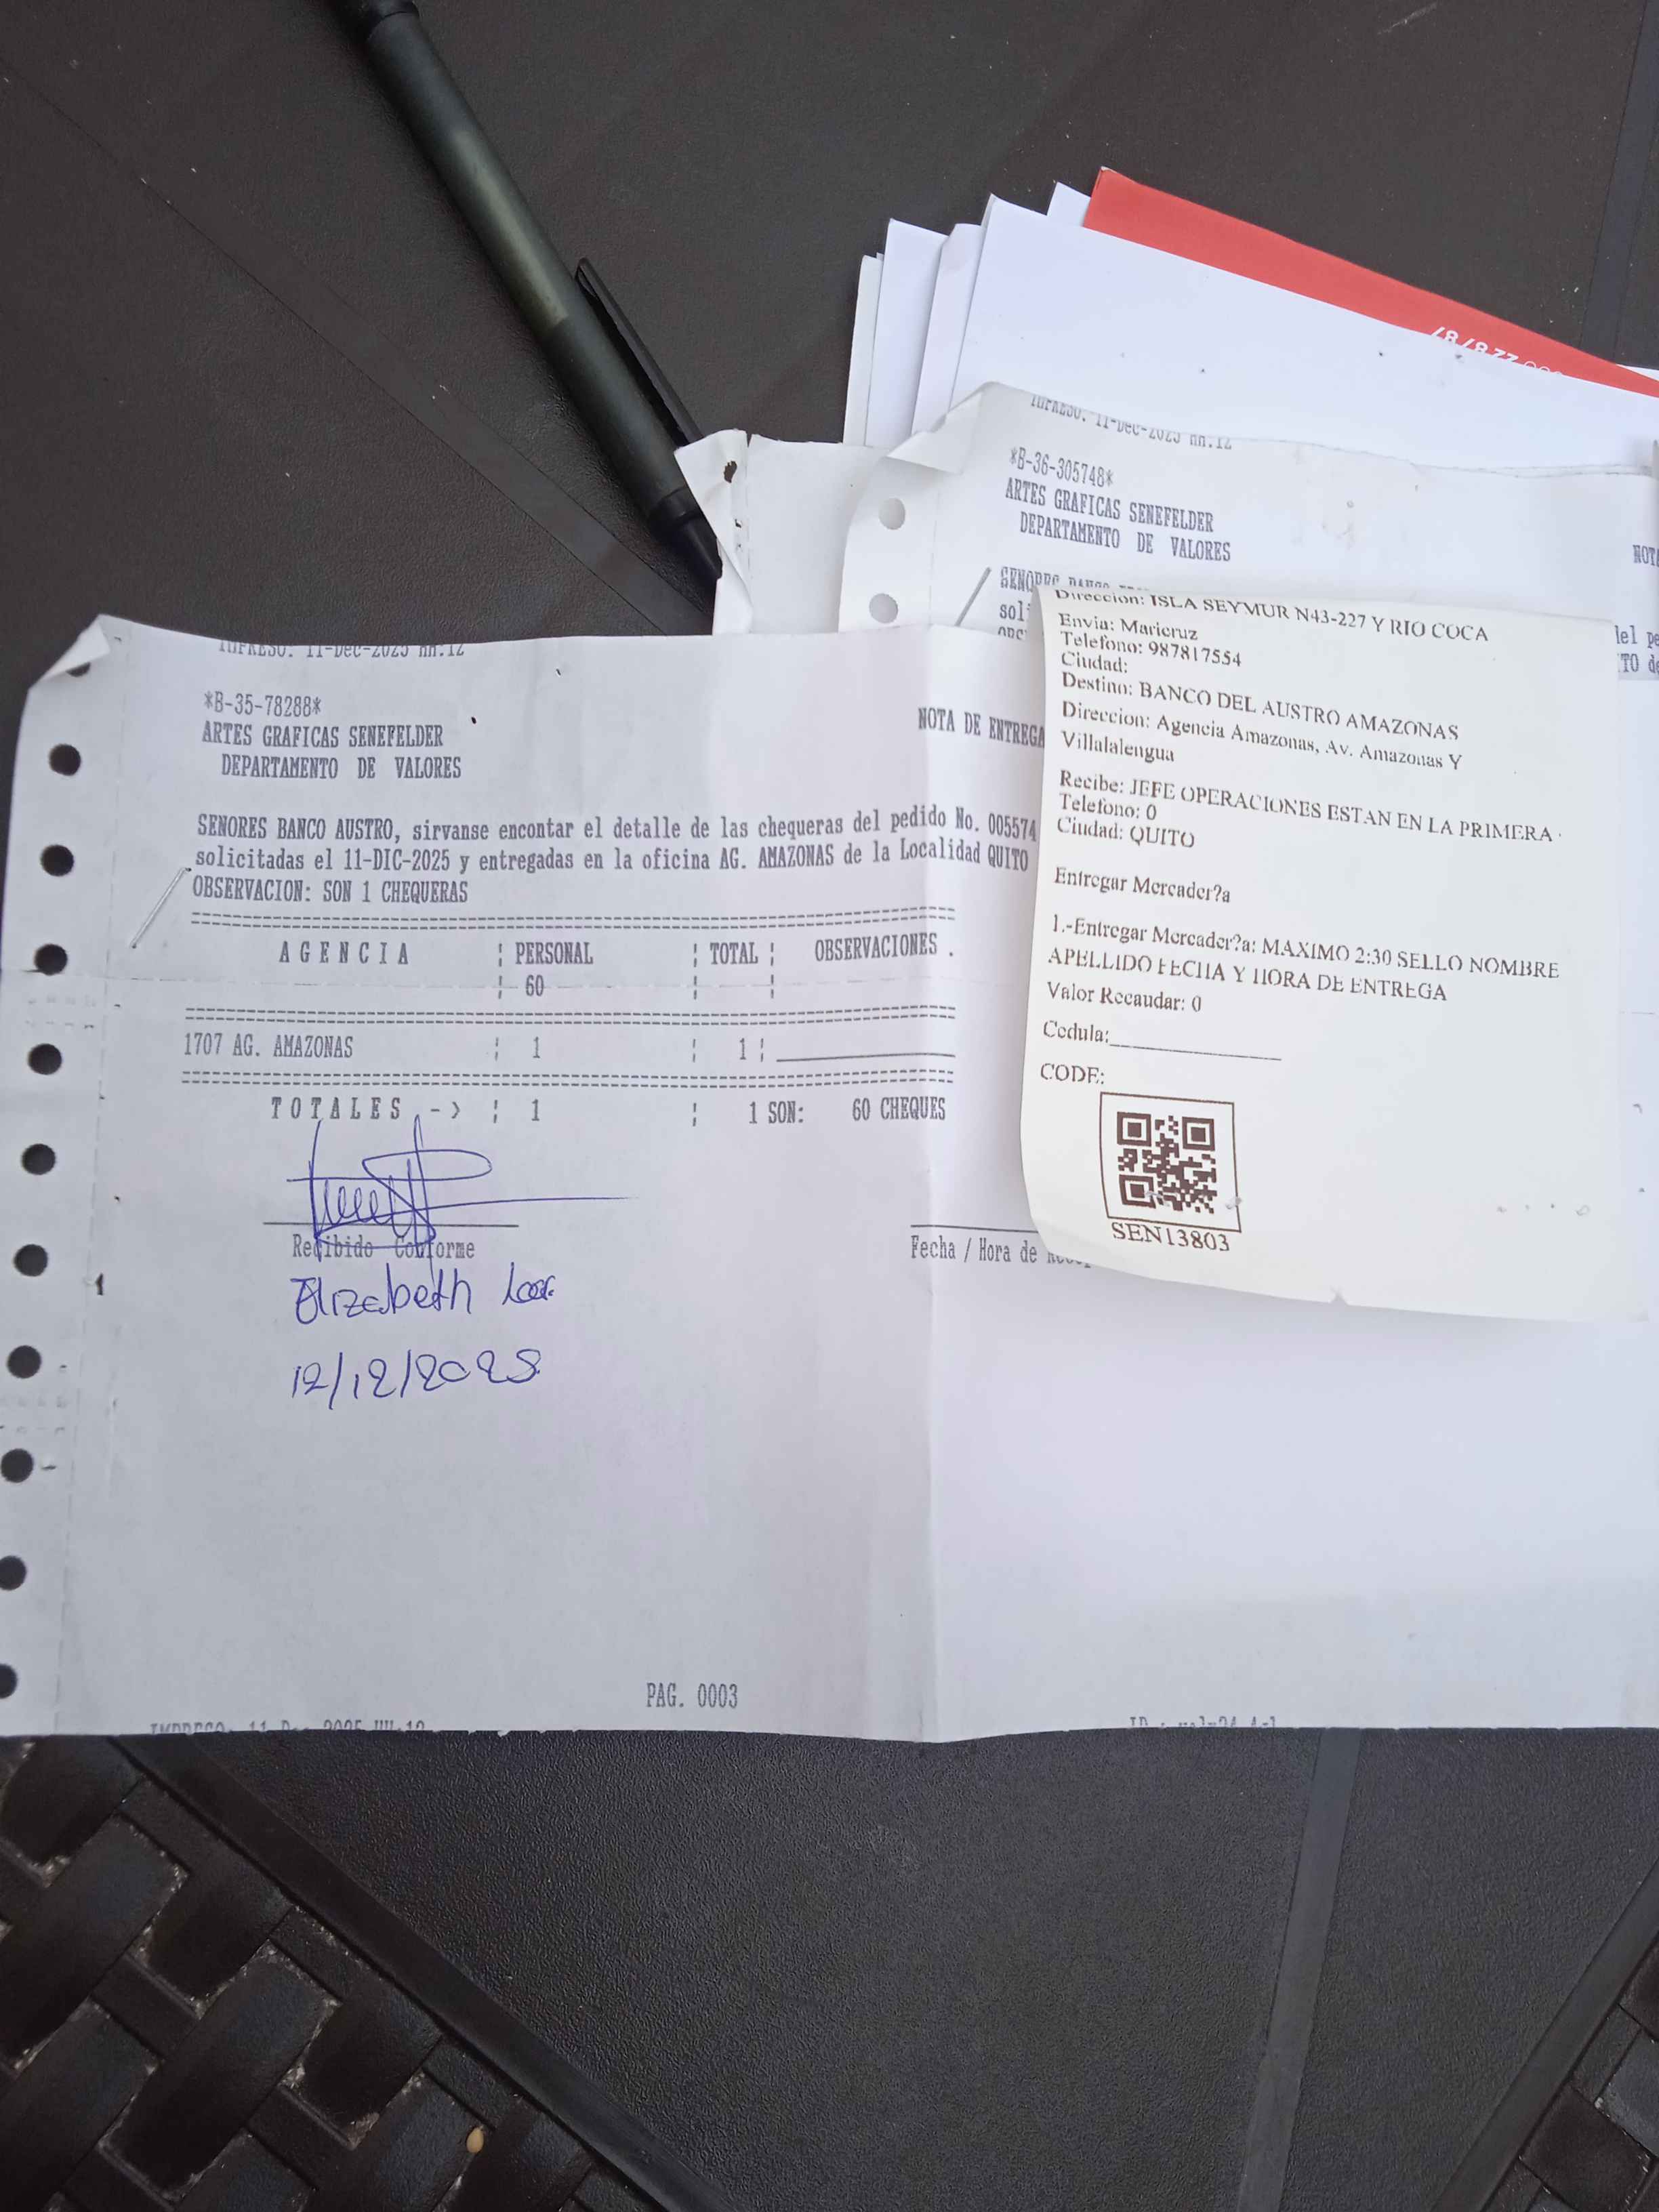 *B-36-305748*
ARTES GRAFICAS SENEFELDER
DEPARTAMENTO DE VALORES
IMPRESO: 11-Dec-2025 HH:12
*B-35-78288*
ARTES GRAFICAS SENEFELDER
DEPARTAMENTO DE VALORES
NOTA DE ENTREGA
SENORES BANCO AUSTRO, sirvanse encontar el detalle de las chequeras del pedido No. 005574
solicitadas el 11-DIC-2025 y entregadas en la oficina AG. AMAZONAS de la Localidad QUITO
OBSERVACION: SON 1 CHEQUERAS
A G E N C I A ¦ PERSONAL ¦ TOTAL ¦ OBSERVACIONES .
¦ 60 ¦ ¦
1707 AG. AMAZONAS ¦ 1 ¦ 1 ¦
T O T A L E S -> ¦ 1 ¦ 1 SON: 60 CHEQUES
Recibido Conforme
Fecha / Hora de
Elizabeth
12/12/2025
PAG. 0003
Direccion: ISLA SEYMUR N43-227 Y RIO COCA
Envia: Maricruz
Telefono: 987817554
Ciudad:
Destino: BANCO DEL AUSTRO AMAZONAS
Direccion: Agencia Amazonas, Av. Amazonas Y
Villalalengua
Recibe: JEFE OPERACIONES ESTAN EN LA PRIMERA
Telefono: 0
Ciudad: QUITO
Entregar Mercader?a
1.-Entregar Mercader?a: MAXIMO 2:30 SELLO NOMBRE
APELLIDO FECHA Y HORA DE ENTREGA
Valor Recaudar: 0
Cedula:
CODE:
SEN13803